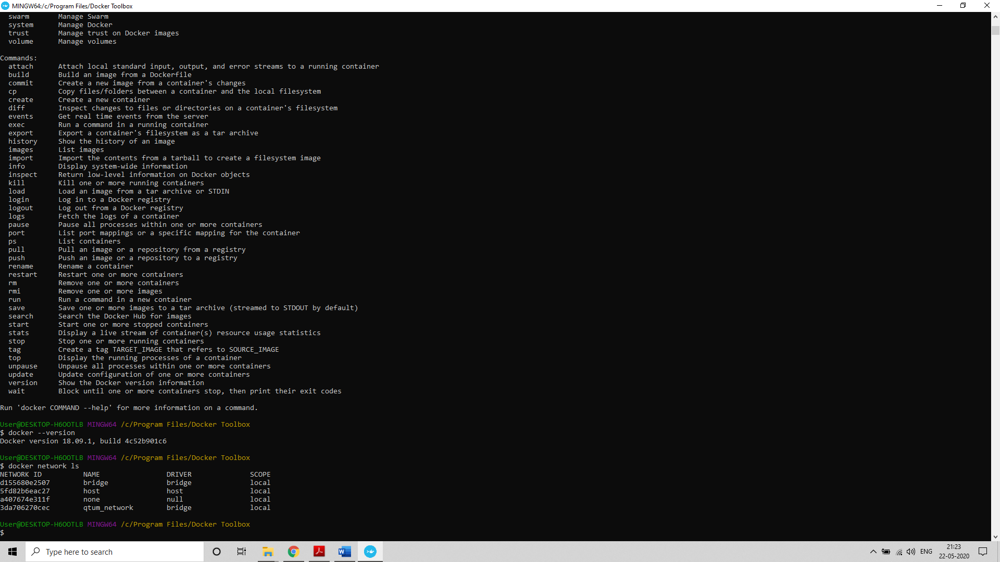 MINGW64:/c/Program Files/Docker Toolbox
  swarm       Manage Swarm
  system      Manage Docker
  trust       Manage trust on Docker images
  volume      Manage volumes

Commands:
  attach      Attach local standard input, output, and error streams to a running container
  build       Build an image from a Dockerfile
  commit      Create a new image from a container's changes
  cp          Copy files/folders between a container and the local filesystem
  create      Create a new container
  diff        Inspect changes to files or directories on a container's filesystem
  events      Get real time events from the server
  exec        Run a command in a running container
  export      Export a container's filesystem as a tar archive
  history     Show the history of an image
  images      List images
  import      Import the contents from a tarball to create a filesystem image
  info        Display system-wide information
  inspect     Return low-level information on Docker objects
  kill        Kill one or more running containers
  load        Load an image from a tar archive or STDIN
  login       Log in to a Docker registry
  logout      Log out from a Docker registry
  logs        Fetch the logs of a container
  pause       Pause all processes within one or more containers
  port        List port mappings or a specific mapping for the container
  ps          List containers
  pull        Pull an image or a repository from a registry
  push        Push an image or a repository to a registry
  rename      Rename a container
  restart     Restart one or more containers
  rm          Remove one or more containers
  rmi         Remove one or more images
  run         Run a command in a new container
  save        Save one or more images to a tar archive (streamed to STDOUT by default)
  search      Search the Docker Hub for images
  start       Start one or more stopped containers
  stats       Display a live stream of container(s) resource usage statistics
  stop        Stop one or more running containers
  tag         Create a tag TARGET_IMAGE that refers to SOURCE_IMAGE
  top         Display the running processes of a container
  unpause     Unpause all processes within one or more containers
  update      Update configuration of one or more containers
  version     Show the Docker version information
  wait        Block until one or more containers stop, then print their exit codes

Run 'docker COMMAND --help' for more information on a command.

User@DESKTOP-H6OOTLB MINGW64 /c/Program Files/Docker Toolbox
$ docker --version
Docker version 18.09.1, build 4c52b901c6

User@DESKTOP-H6OOTLB MINGW64 /c/Program Files/Docker Toolbox
$ docker network ls
NETWORK ID          NAME                DRIVER              SCOPE
d155680e2507        bridge              bridge              local
5fd82b6eac27        host                host                local
a407674e311f        none                null                local
3da706270cec        qtum_network        bridge              local

User@DESKTOP-H6OOTLB MINGW64 /c/Program Files/Docker Toolbox
$
Type here to search
ENG
21:23
22-05-2020